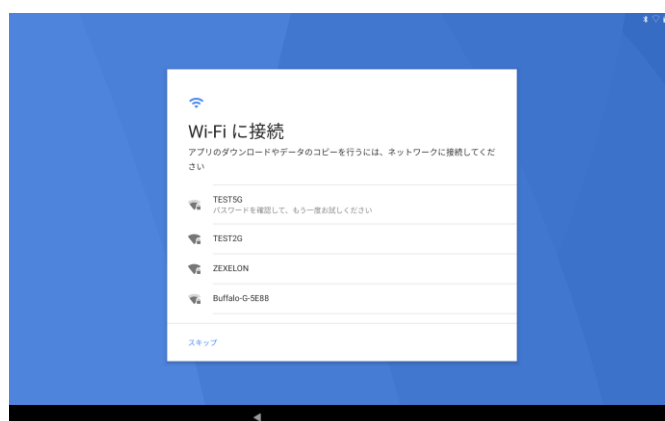 Wi-Fi に接続
アプリのダウンロードやデータのコピーを行うには、ネットワークに接続してくだ
さい
TEST5G
パスワードを確認して、もう一度お試しください
TEST2G
ZEXELON
Buffalo-G-5E88
スキップ